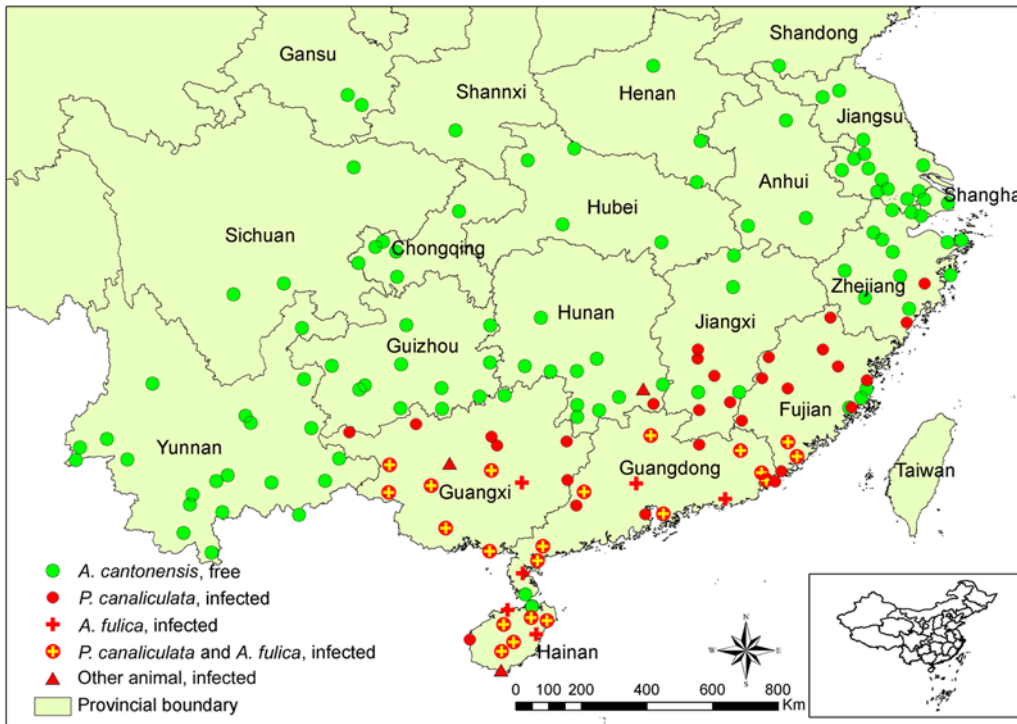 Shandong
Gansu
Shannxi
Henan
Jiangsu
Anhui
Shangha
Hubei
Sichuan
Chongqing
Zhejiang
Hunan
Jiangxi
Guizhou
Fujian
Yunnan
Guangdong
Taiwan
Guangxi
A. cantonensis, free
P. canaliculata, infected
A. fulica, infected
P. canaliculata and A. fulica, infected
Other animal, infected
Provincial boundary
Hainan
N
W E
S
0 100 200 400 600 800
Km